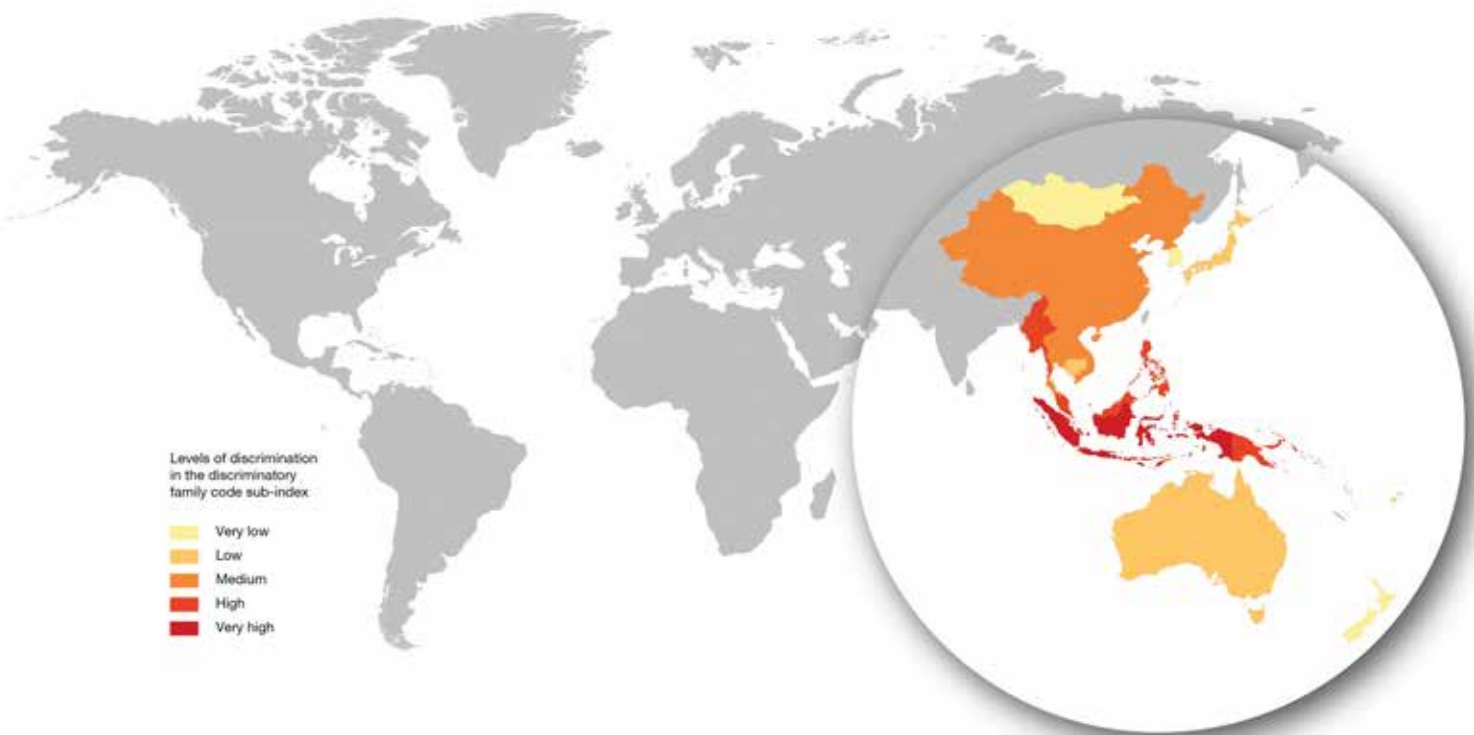 Levels of discrimination
in the discriminatory
family code sub-index
Very low
Low
Medium
High
Very high